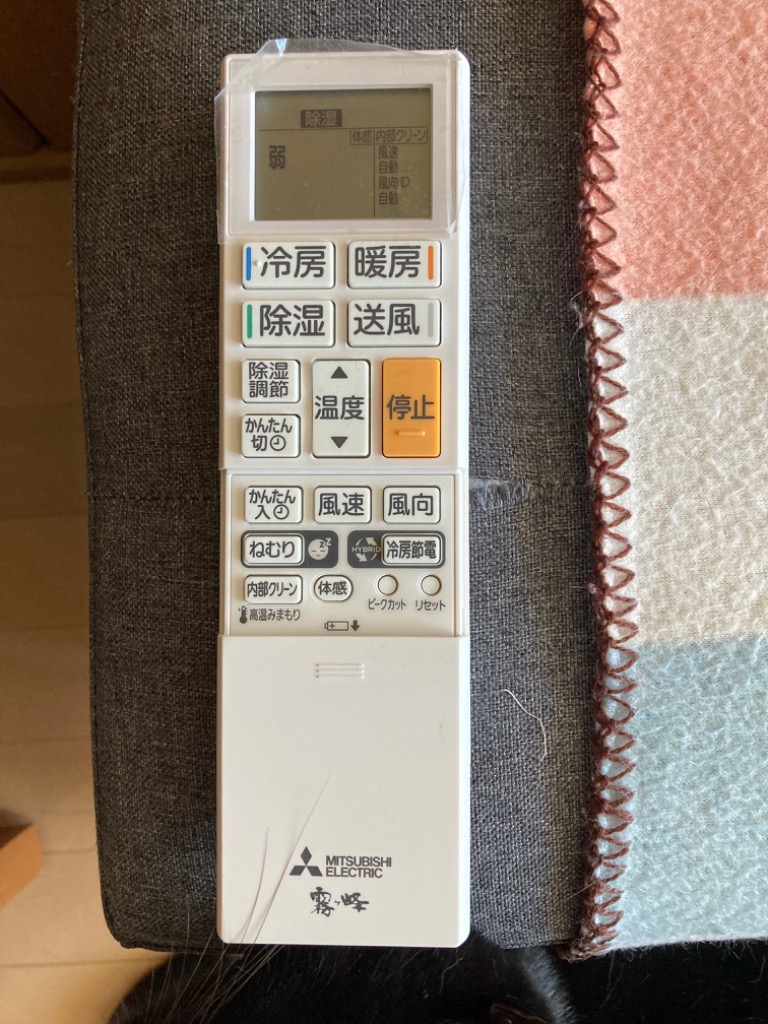 除湿
体感 内部クリーン
弱
風速
自動
風向
自動
冷房 暖房
除湿 送風
除湿調節
温度
停止
かんたん切
かんたん入
風速 風向
ねむり
HYBRID
冷房節電
内部クリーン
体感
ピークカット
リセット
高温みまもり
MITSUBISHI
ELECTRIC
霧ヶ峰